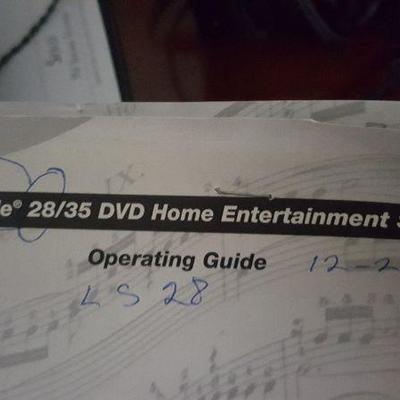 28/35 DVD Home Entertainment
Operating Guide 12-2
LS 28